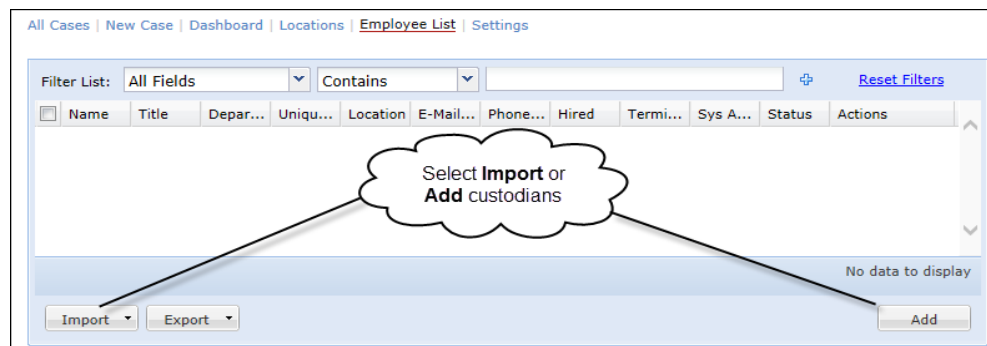 All Cases | New Case | Dashboard | Locations | Employee List | Settings
Filter List: All Fields Contains Reset Filters
Name Title Depar... Uniqu... Location E-Mail... Phone... Hired Termi... Sys A... Status Actions
Select Import or
Add custodians
No data to display
Import Export Add